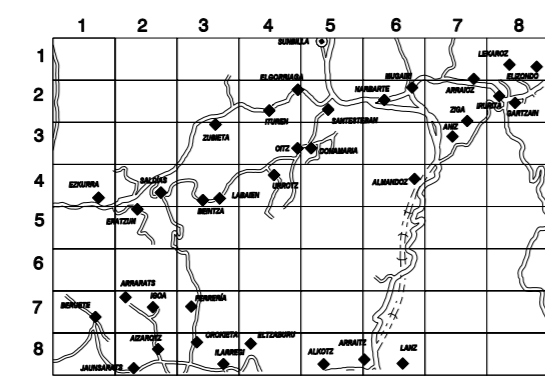 1 2 3 4 5 6 7 8
1
2
3
4
5
6
7
8
SUNBILLA
LEKAROZ
ELIZONDO
ELGORRIAGA
MUGAIRI
NARBARTE
ARRAIOZ
IRURITA
GARTZAIN
ZIGA
ANIZ
ITUREN
SANTESTEBAN
ZUBIETA
OITZ
DONAMARIA
EZKURRA
SALDIAS
LABAIEN
URROTZ
ALMANDOZ
ERATZUN
BEINTZA
ARRARATS
IGOA
BERUETE
HERRERÍA
AIZAROTZ
OROKIETA
ELTZABURU
ARRAITZ
JAUNSARATS
ILARREGI
ALKOTZ
LANZ